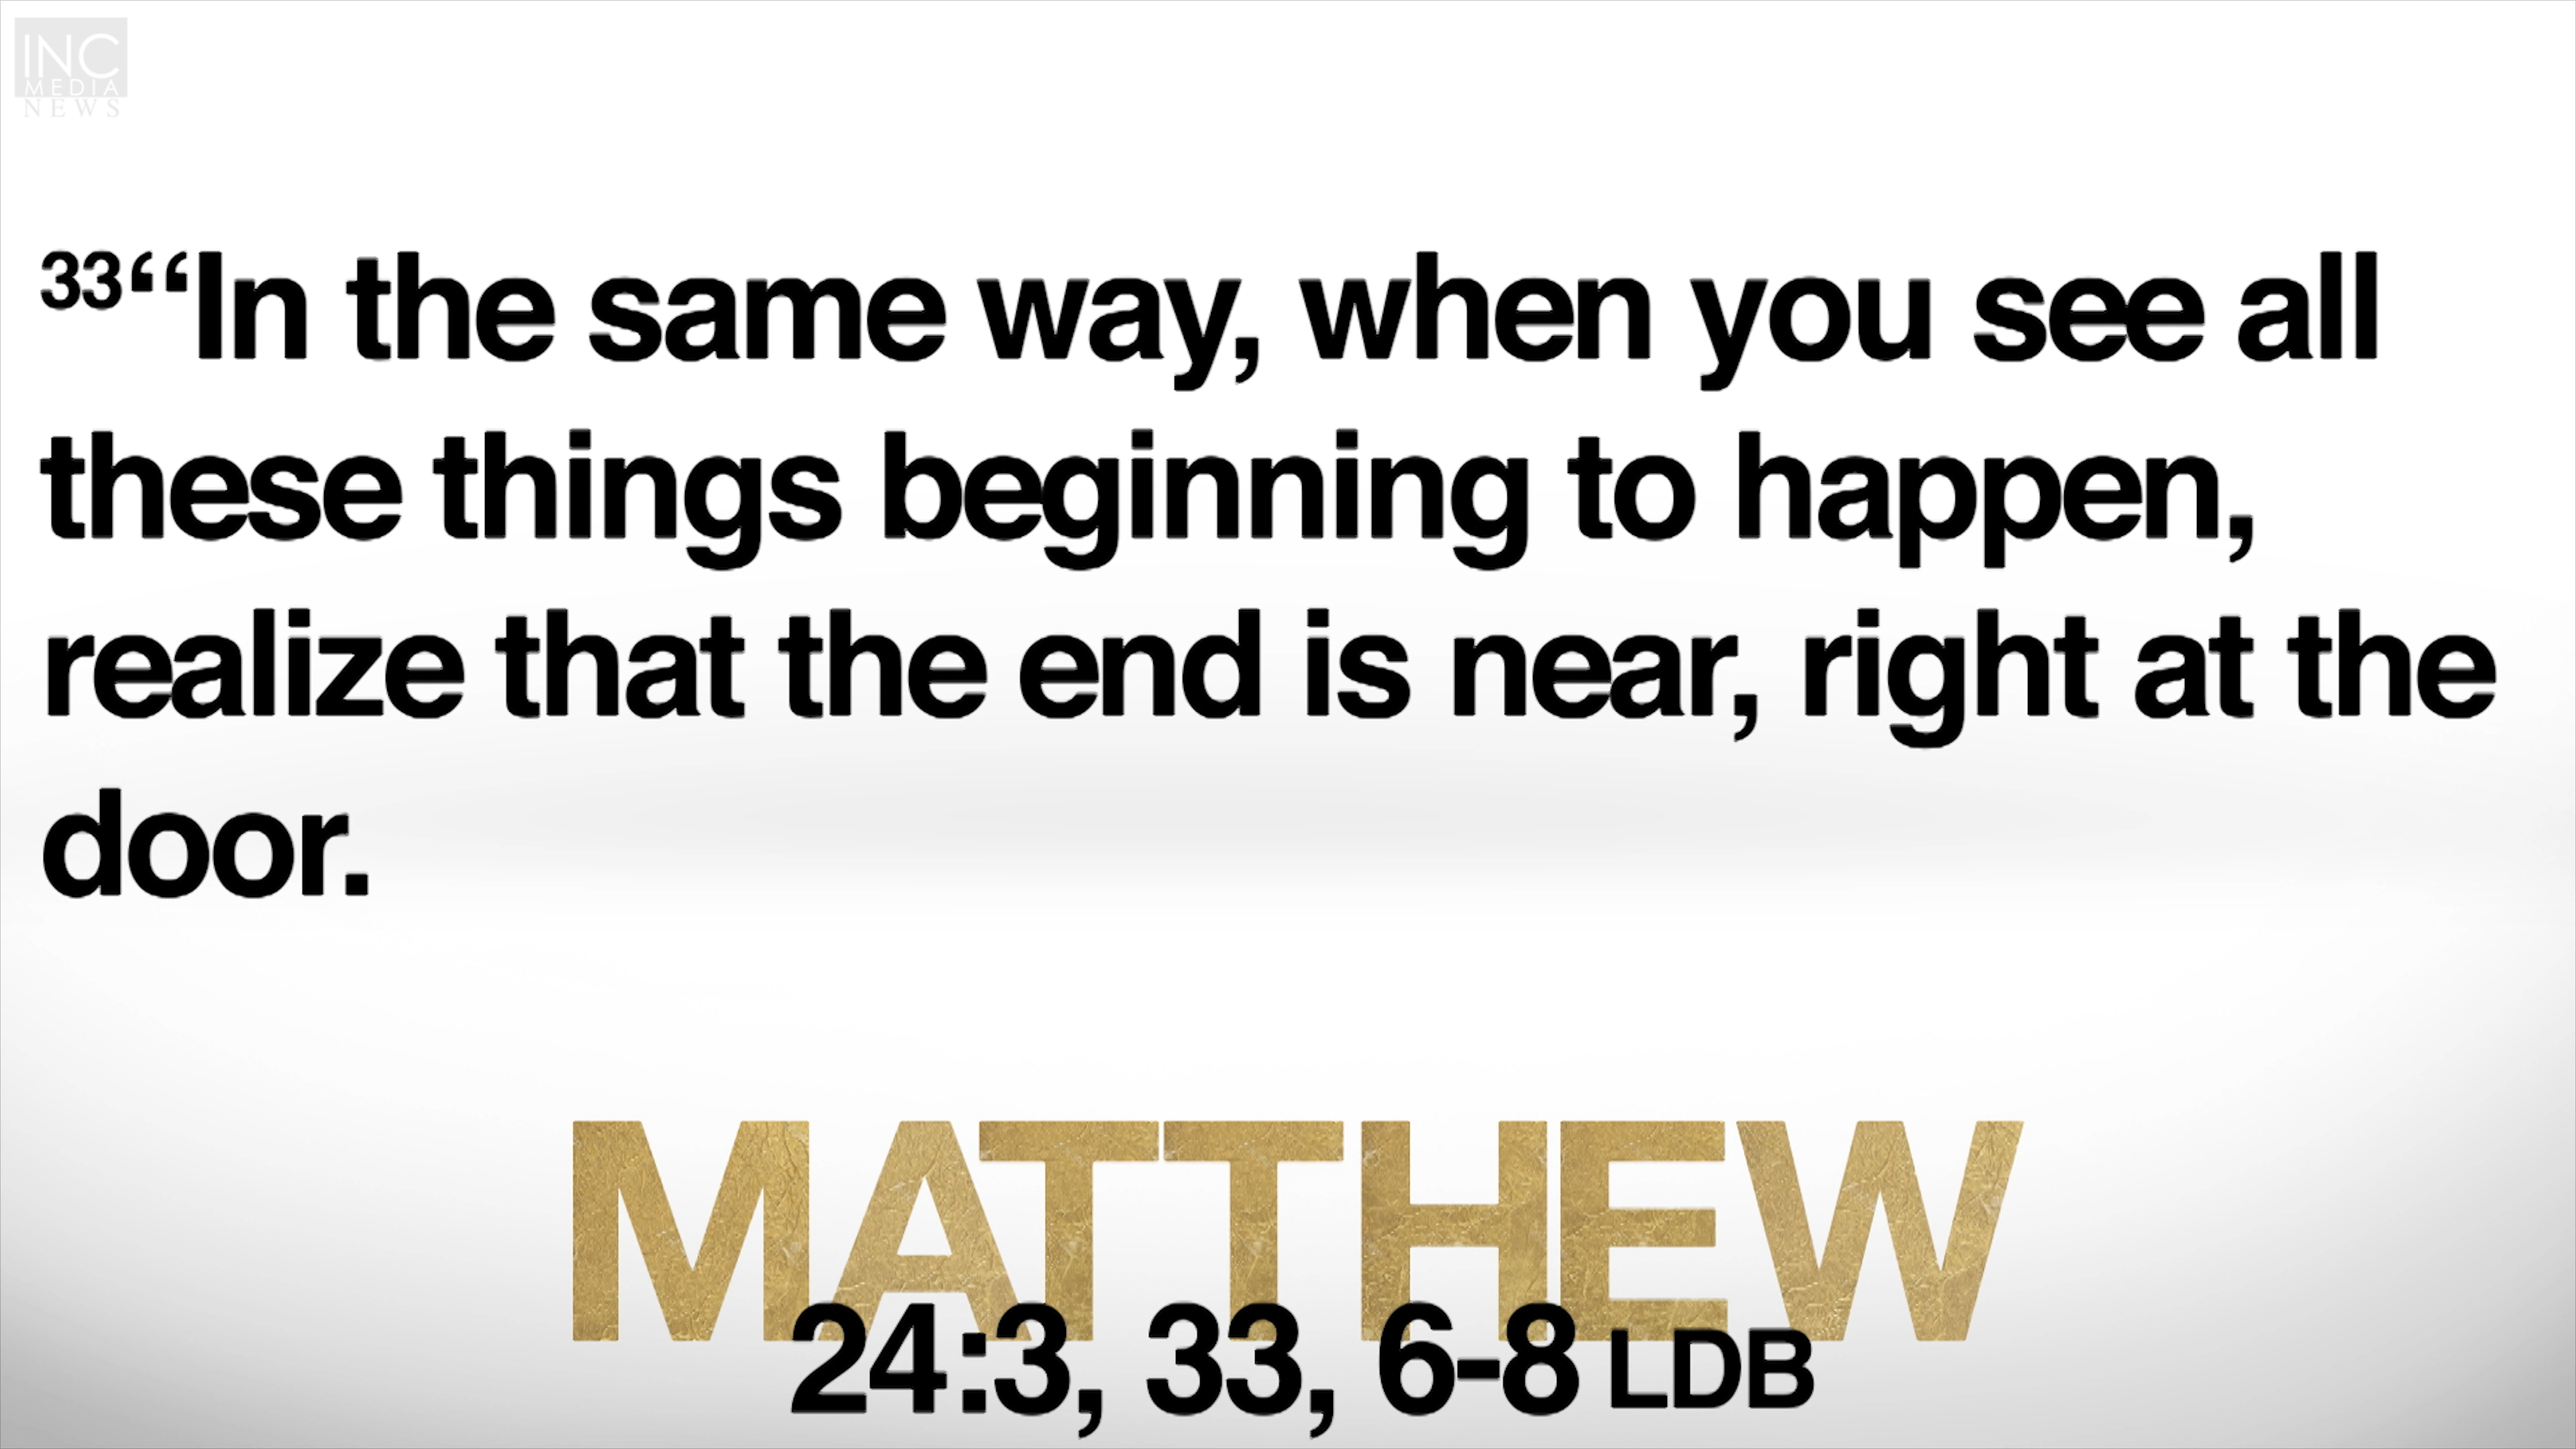 INC
MEDIA
NEWS
33“In the same way, when you see all
these things beginning to happen,
realize that the end is near, right at the
door.
MATTHEW
24:3, 33, 6-8 LDB